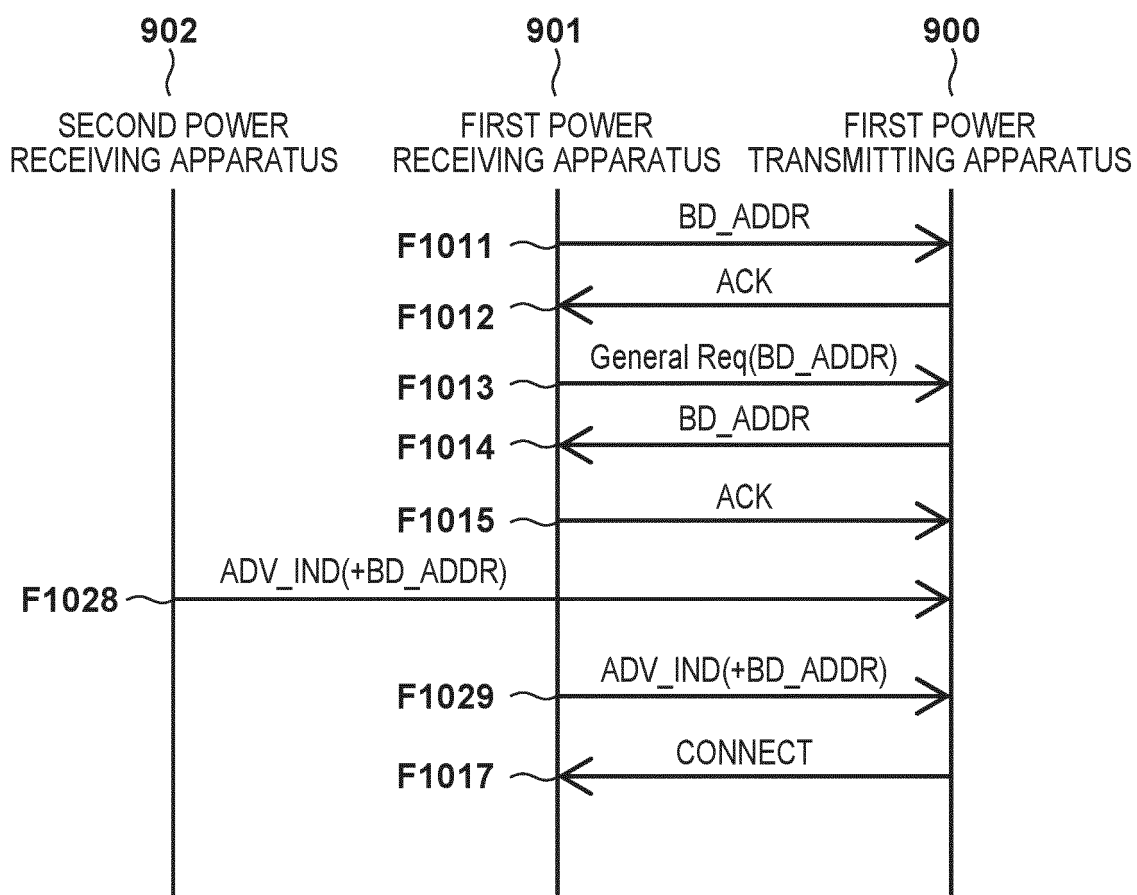 902
901
900
SECOND POWER
RECEIVING APPARATUS
FIRST POWER
RECEIVING APPARATUS
FIRST POWER
TRANSMITTING APPARATUS
BD_ADDR
F1011
ACK
F1012
General Req(BD_ADDR)
F1013
BD_ADDR
F1014
ACK
F1015
ADV_IND(+BD_ADDR)
F1028
ADV_IND(+BD_ADDR)
F1029
CONNECT
F1017